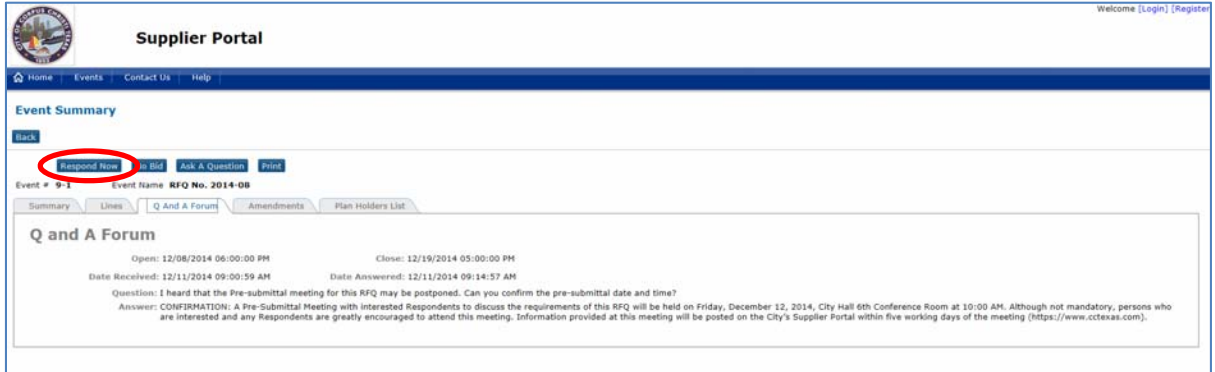 Welcome [Login] [Register
Supplier Portal
Home Events Contact Us Help
Event Summary
Back
Respond Now No Bid Ask A Question Print
Event # 9-1 Event Name RFQ No. 2014-08
Summary Lines Q And A Forum Amendments Plan Holders List
Q and A Forum
Open: 12/08/2014 06:00:00 PM Close: 12/19/2014 05:00:00 PM
Date Received: 12/11/2014 09:00:59 AM Date Answered: 12/11/2014 09:14:57 AM
Question: I heard that the Pre-submittal meeting for this RFQ may be postponed. Can you confirm the pre-submittal date and time?
Answer: CONFIRMATION: A Pre-Submittal Meeting with interested Respondents to discuss the requirements of this RFQ will be held on Friday, December 12, 2014, City Hall 6th Conference Room at 10:00 AM. Although not mandatory, persons who
are interested and any Respondents are greatly encouraged to attend this meeting. Information provided at this meeting will be posted on the City's Supplier Portal within five working days of the meeting (https://www.cctexas.com).